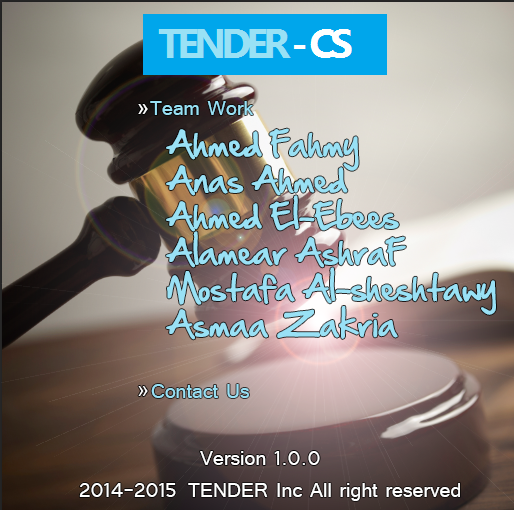 TENDER-CS
»Team Work
Ahmed Fahmy
Anas Ahmed
Ahmed El-Ebees
Alamear AshraF
Mostafa Al-sheshtawy
Asmaa Zakria
»Contact Us
Version 1.0.0
2014-2015 TENDER Inc All right reserved